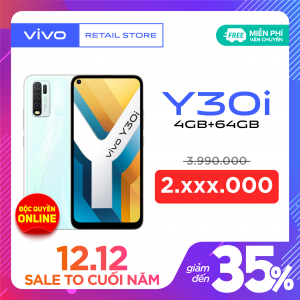 vivo RETAIL STORE
FREE MIỄN PHÍ
VẬN CHUYỂN
Y30i
4GB+64GB
3.990.000
2.xxx.000
vivo Y30i
ĐỘC QUYỀN
ONLINE
12.12
SALE TO CUỐI NĂM
giảm
đến
35%